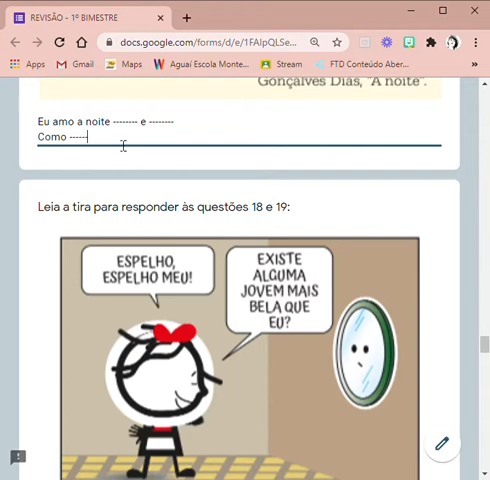 REVISÃO - 1º BIMESTRE
docs.google.com/forms/d/e/1FAIpQLSe...
Apps
Gmail
Maps
Aguaí Escola Monte...
Stream
FTD Conteúdo Aber...
Gonçalves Dias, "A noite".
Eu amo a noite -------- e --------
Como ------
Leia a tira para responder às questões 18 e 19:
ESPELHO,
ESPELHO MEU!
EXISTE
ALGUMA
JOVEM MAIS
BELA QUE
EU?